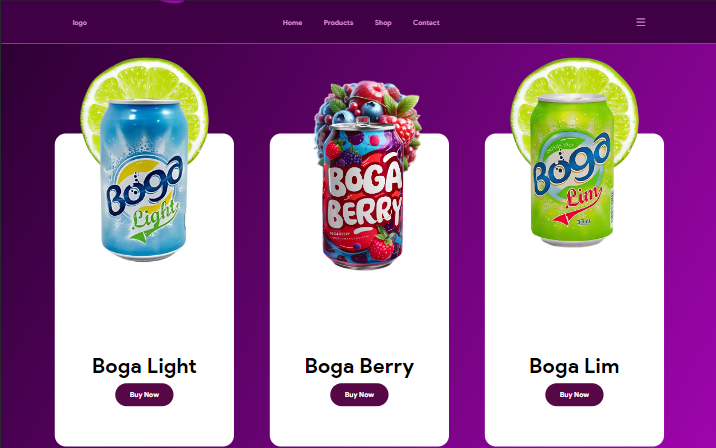 logo
Home
Products
Shop
Contact
Boga
Light
BOGA
BERRY
Boga
Lim
Boga Light
Boga Berry
Boga Lim
Buy Now
Buy Now
Buy Now